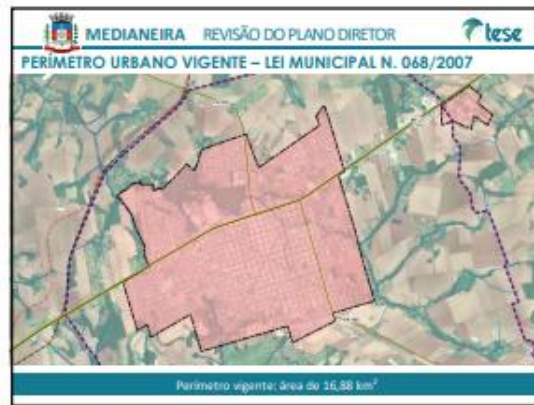 MEDIANEIRA REVISÃO DO PLANO DIRETOR tese
PERÍMETRO URBANO VIGENTE – LEI MUNICIPAL N. 068/2007
Perímetro vigente: área de 16,88 km²